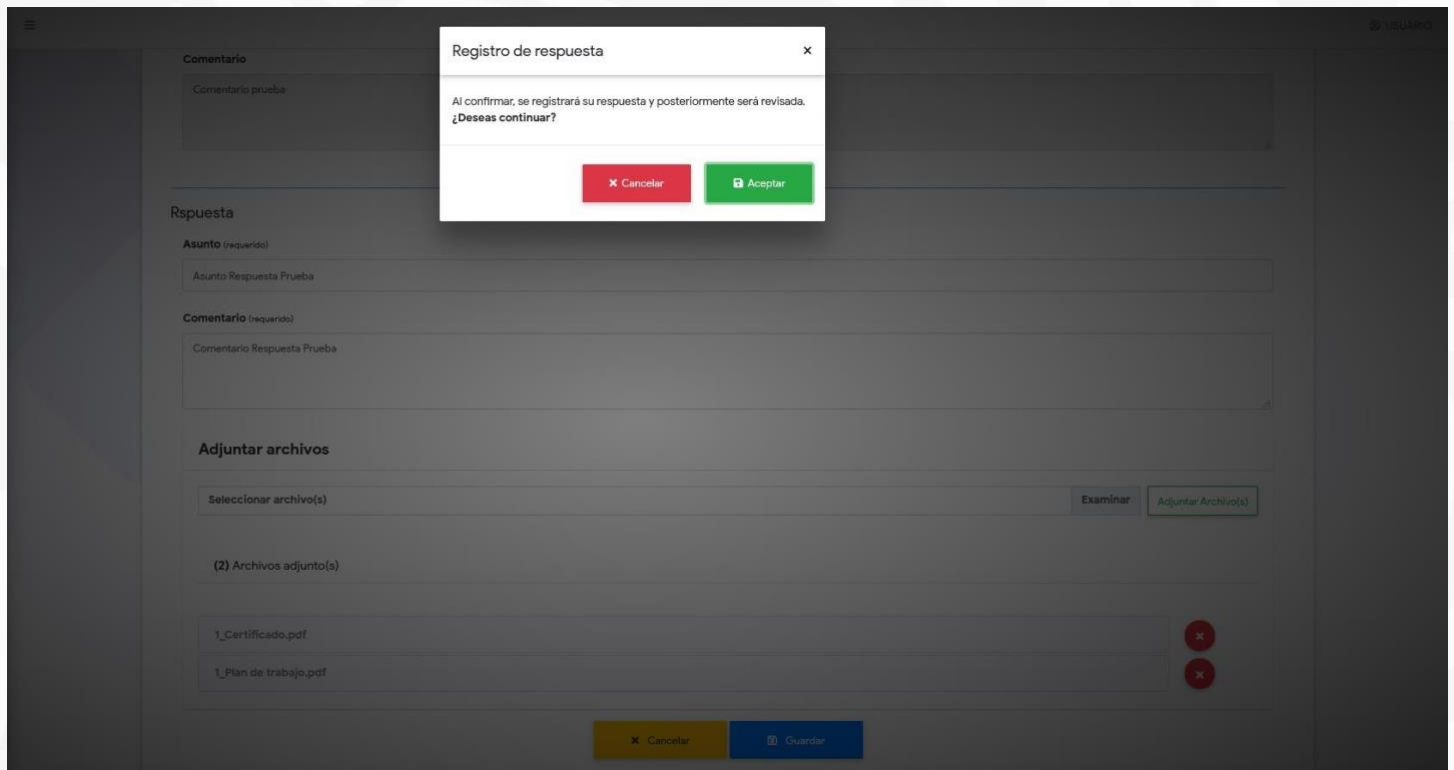 USUARIO
Registro de respuesta
Comentario
Comentario prueba
Al confirmar, se registrará su respuesta y posteriormente será revisada.
¿Deseas continuar?
Cancelar Aceptar
Rspuesta
Asunto (requerido)
Asunto Respuesta Prueba
Comentario (requerido)
Comentario Respuesta Prueba
Adjuntar archivos
Seleccionar archivo(s) Examinar Adjuntar Archivo(s)
(2) Archivos adjunto(s)
1_Certificado.pdf
1_Plan de trabajo.pdf
Cancelar Guardar